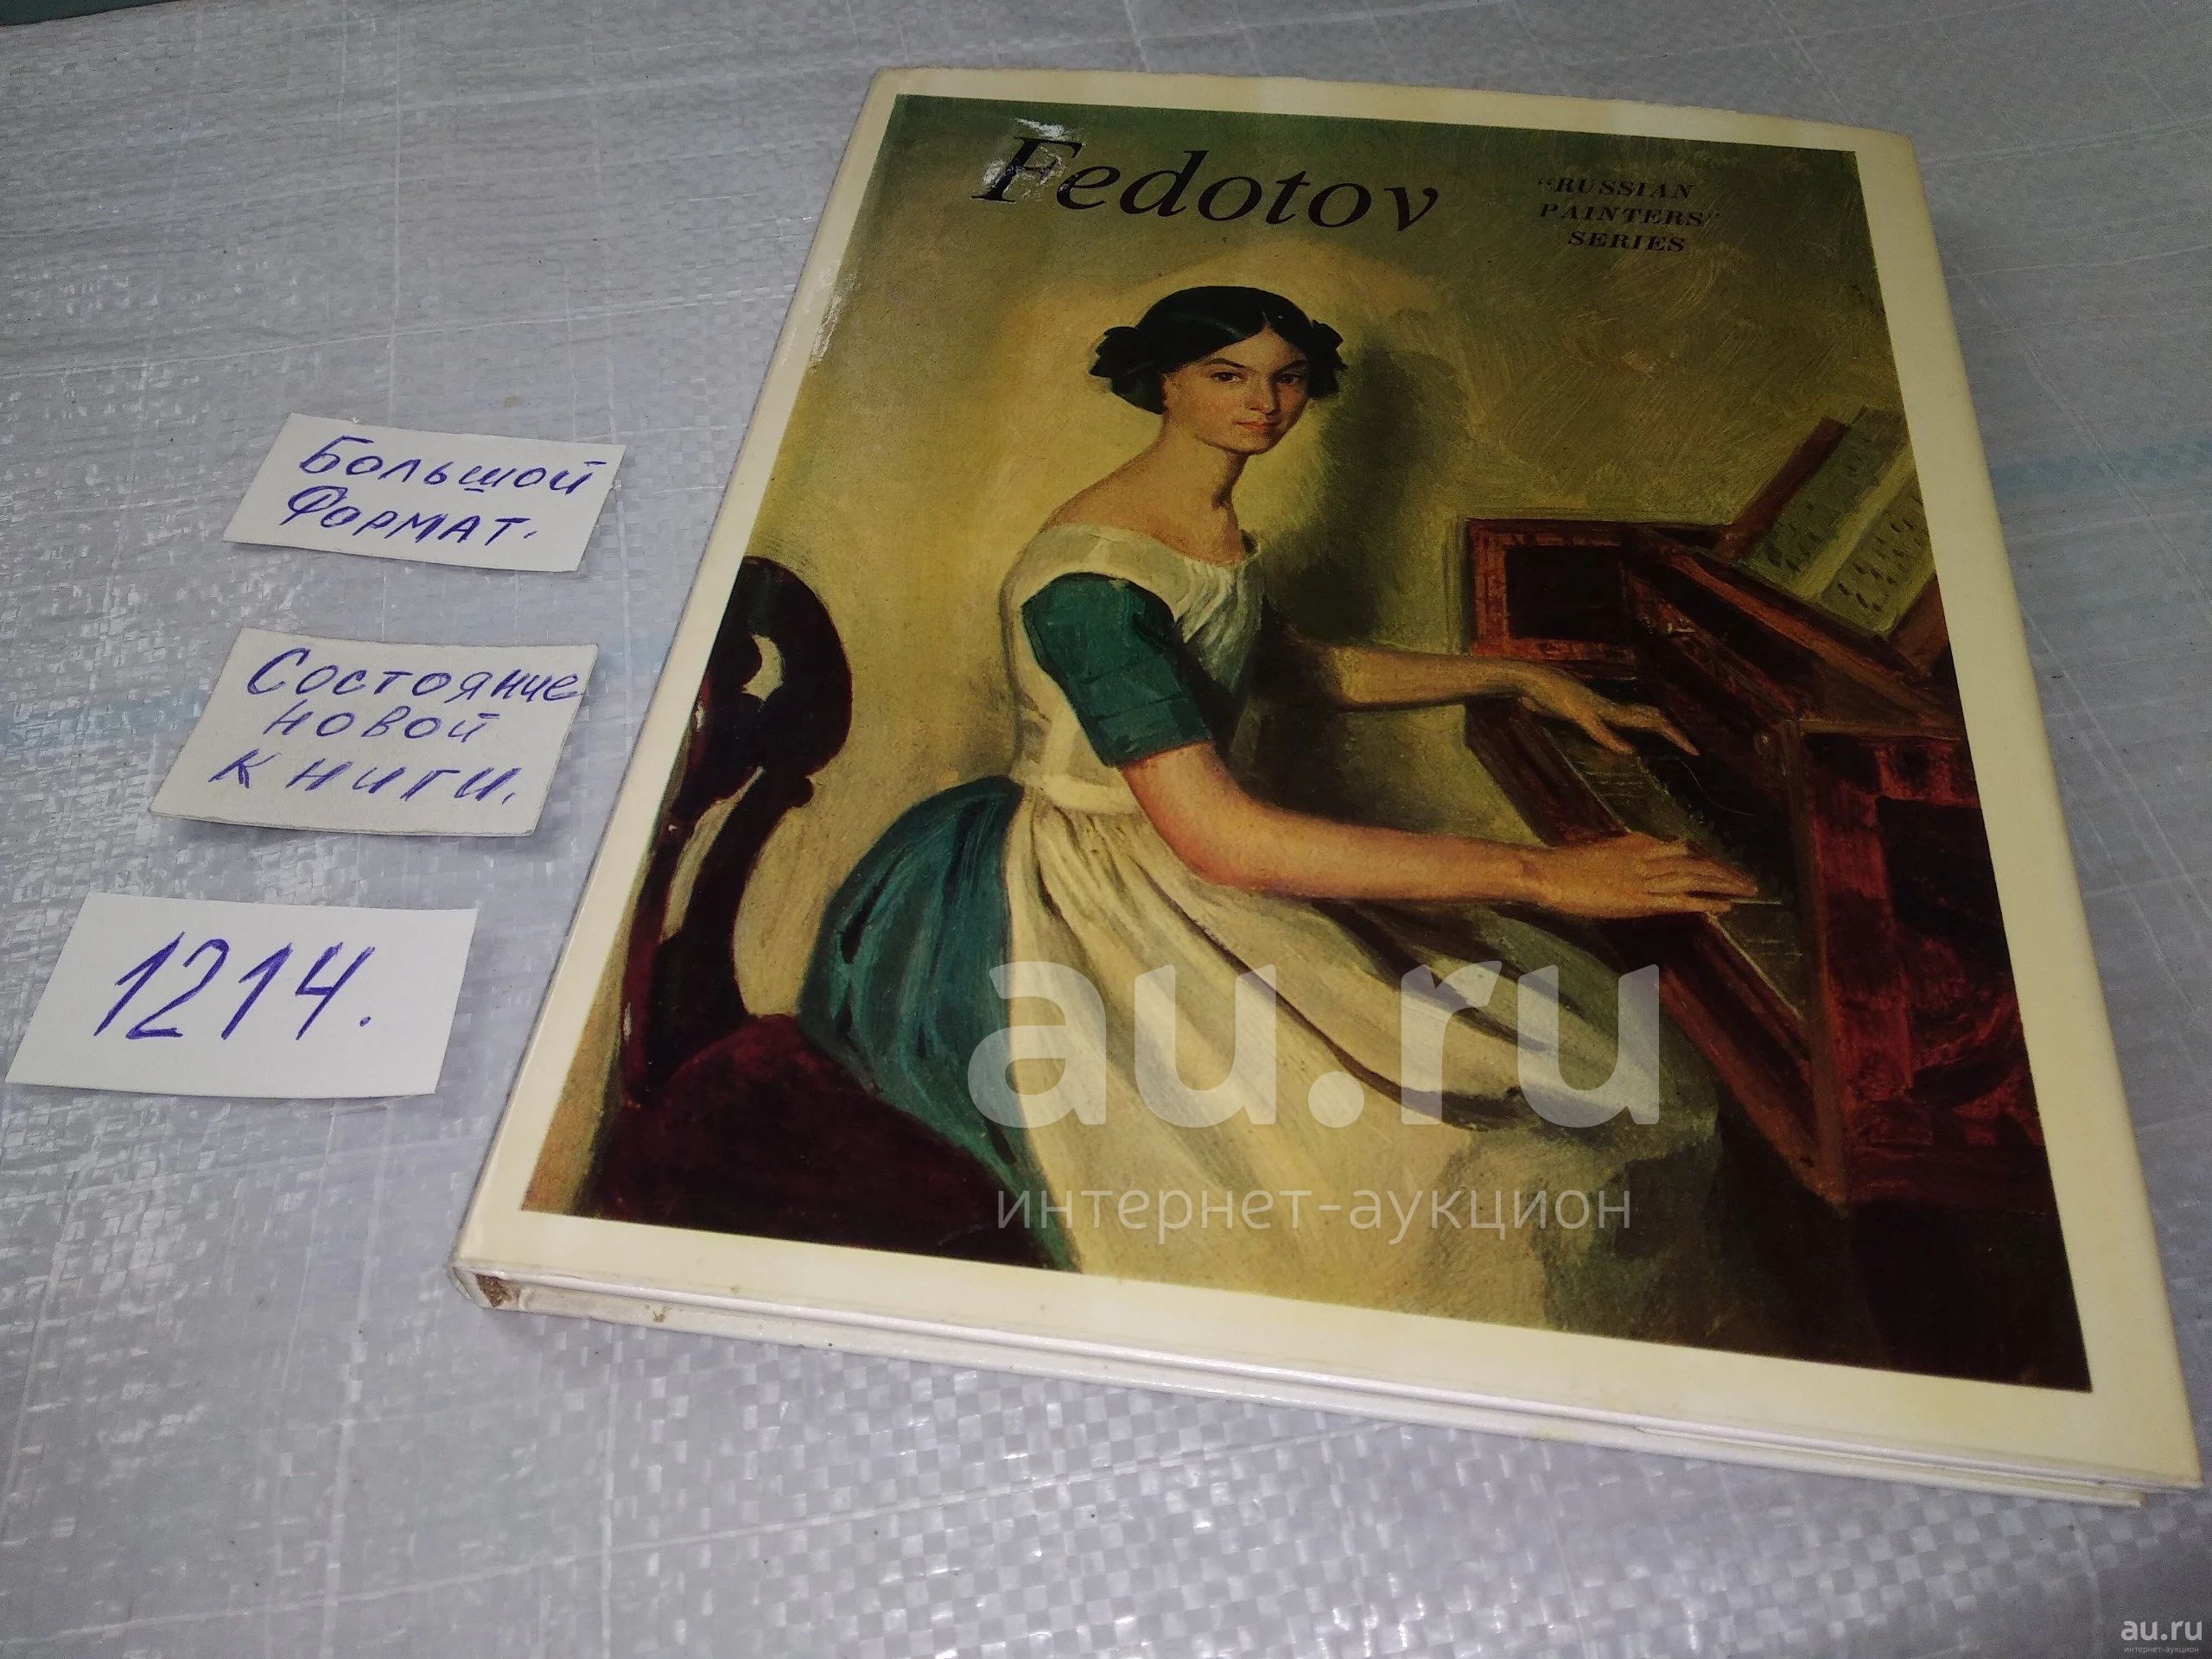 Fedotov
"RUSSIAN
PAINTERS"
SERIES
Большой
Формат.
Состояние
новой
книги.
1214.
au.ru
интернет-аукцион
au.ru
интернет-аукцион